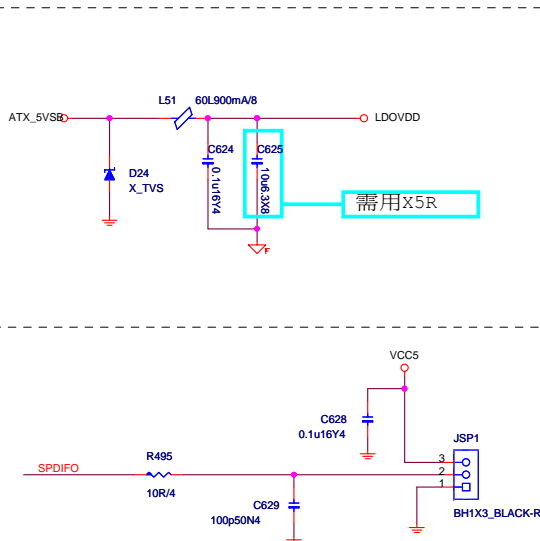 L51 60L900mA/8
ATX_5VSB
LDOVDD
C624
C625
0.1u16Y4
10u6.3X8
D24
X_TVS
需用X5R
F
VCC5
C628
0.1u16Y4
JSP1
R495
SPDIFO
3
2
1
10R/4
C629
100p50N4
BH1X3_BLACK-R